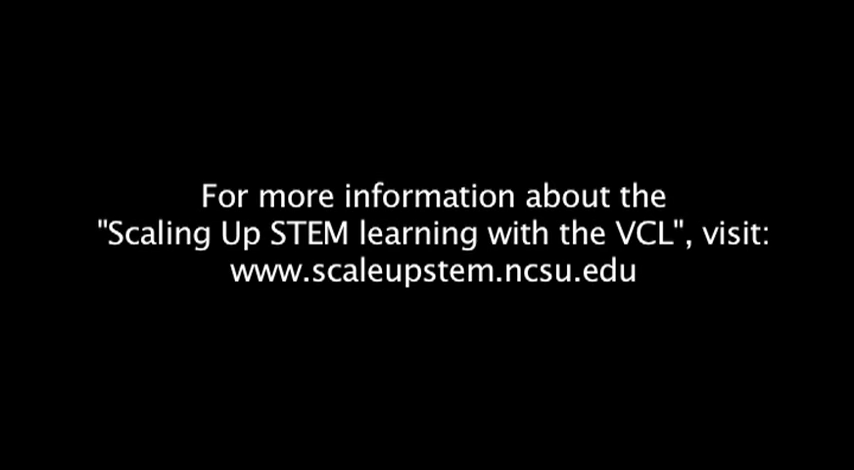 For more information about the
"Scaling Up STEM learning with the VCL", visit:
www.scaleupstem.ncsu.edu